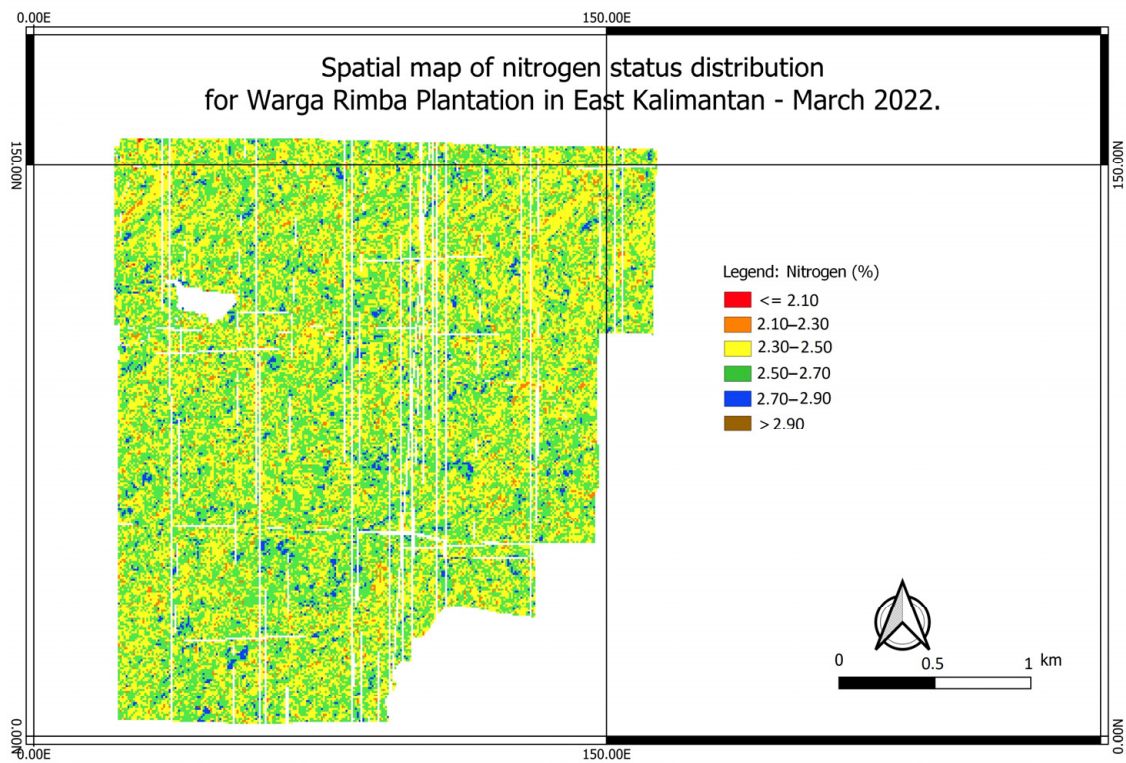 0.00E 150.00E
Spatial map of nitrogen status distribution
for Warga Rimba Plantation in East Kalimantan - March 2022.
150.00N 150.00N
Legend: Nitrogen (%)
<= 2.10
2.10–2.30
2.30–2.50
2.50–2.70
2.70–2.90
> 2.90
0 0.5 1 km
0.00N 0.00N
0.00E 150.00E